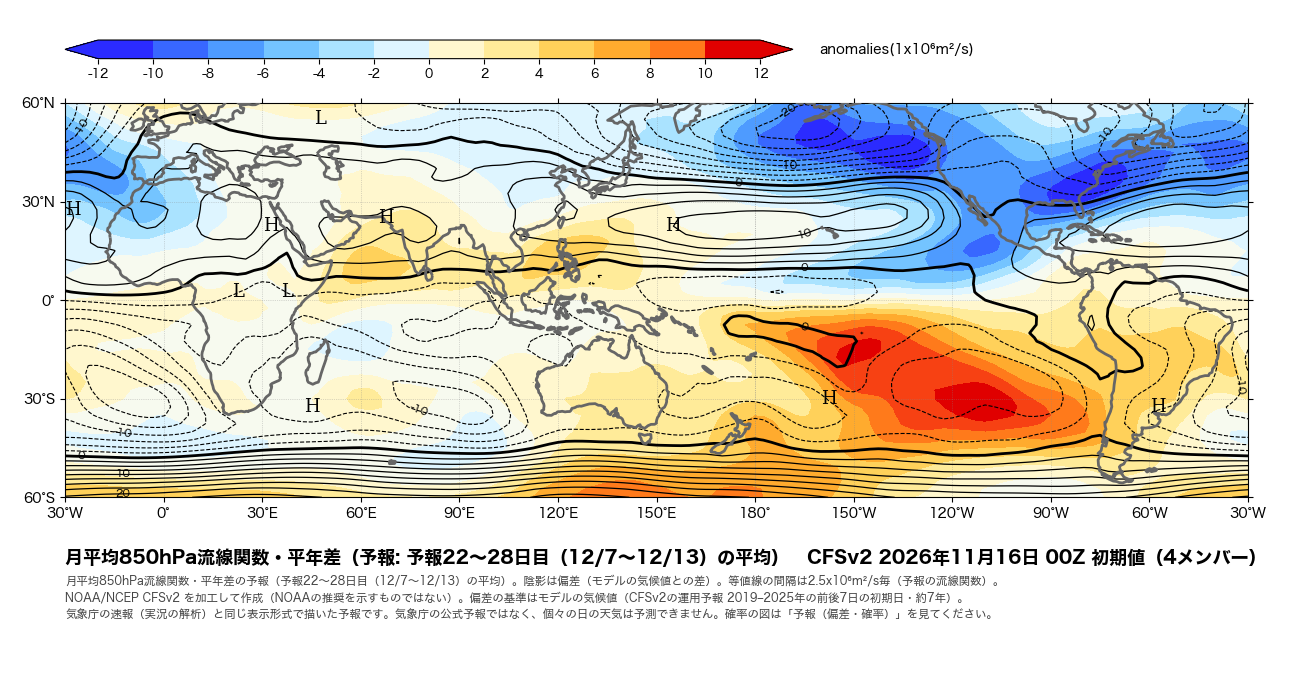 anomalies(1x10⁶m²/s)
-12 -10 -8 -6 -4 -2 0 2 4 6 8 10 12
60°N
30°N
0°
30°S
60°S
30°W 0° 30°E 60°E 90°E 120°E 150°E 180° 150°W 120°W 90°W 60°W 30°W
L
H H H H
L L
H H H
-10 -20 -10 0 10 0 0 0 -10 -10 -10 0 10 20
月平均850hPa流線関数・平年差（予報: 予報22～28日目（12/7～12/13）の平均） CFSv2 2026年11月16日 00Z 初期値（4メンバー）
月平均850hPa流線関数・平年差の予報（予報22～28日目（12/7～12/13）の平均）。陰影は偏差（モデルの気候値との差）。等値線の間隔は2.5x10⁶m²/s毎（予報の流線関数）。
NOAA/NCEP CFSv2 を加工して作成（NOAAの推奨を示すものではない）。偏差の基準はモデルの気候値（CFSv2の運用予報 2019–2025年の前後7日の初期日・約7年）。
気象庁の速報（実況の解析）と同じ表示形式で描いた予報です。気象庁の公式予報ではなく、個々の日の天気は予測できません。確率の図は「予報（偏差・確率）」を見てください。